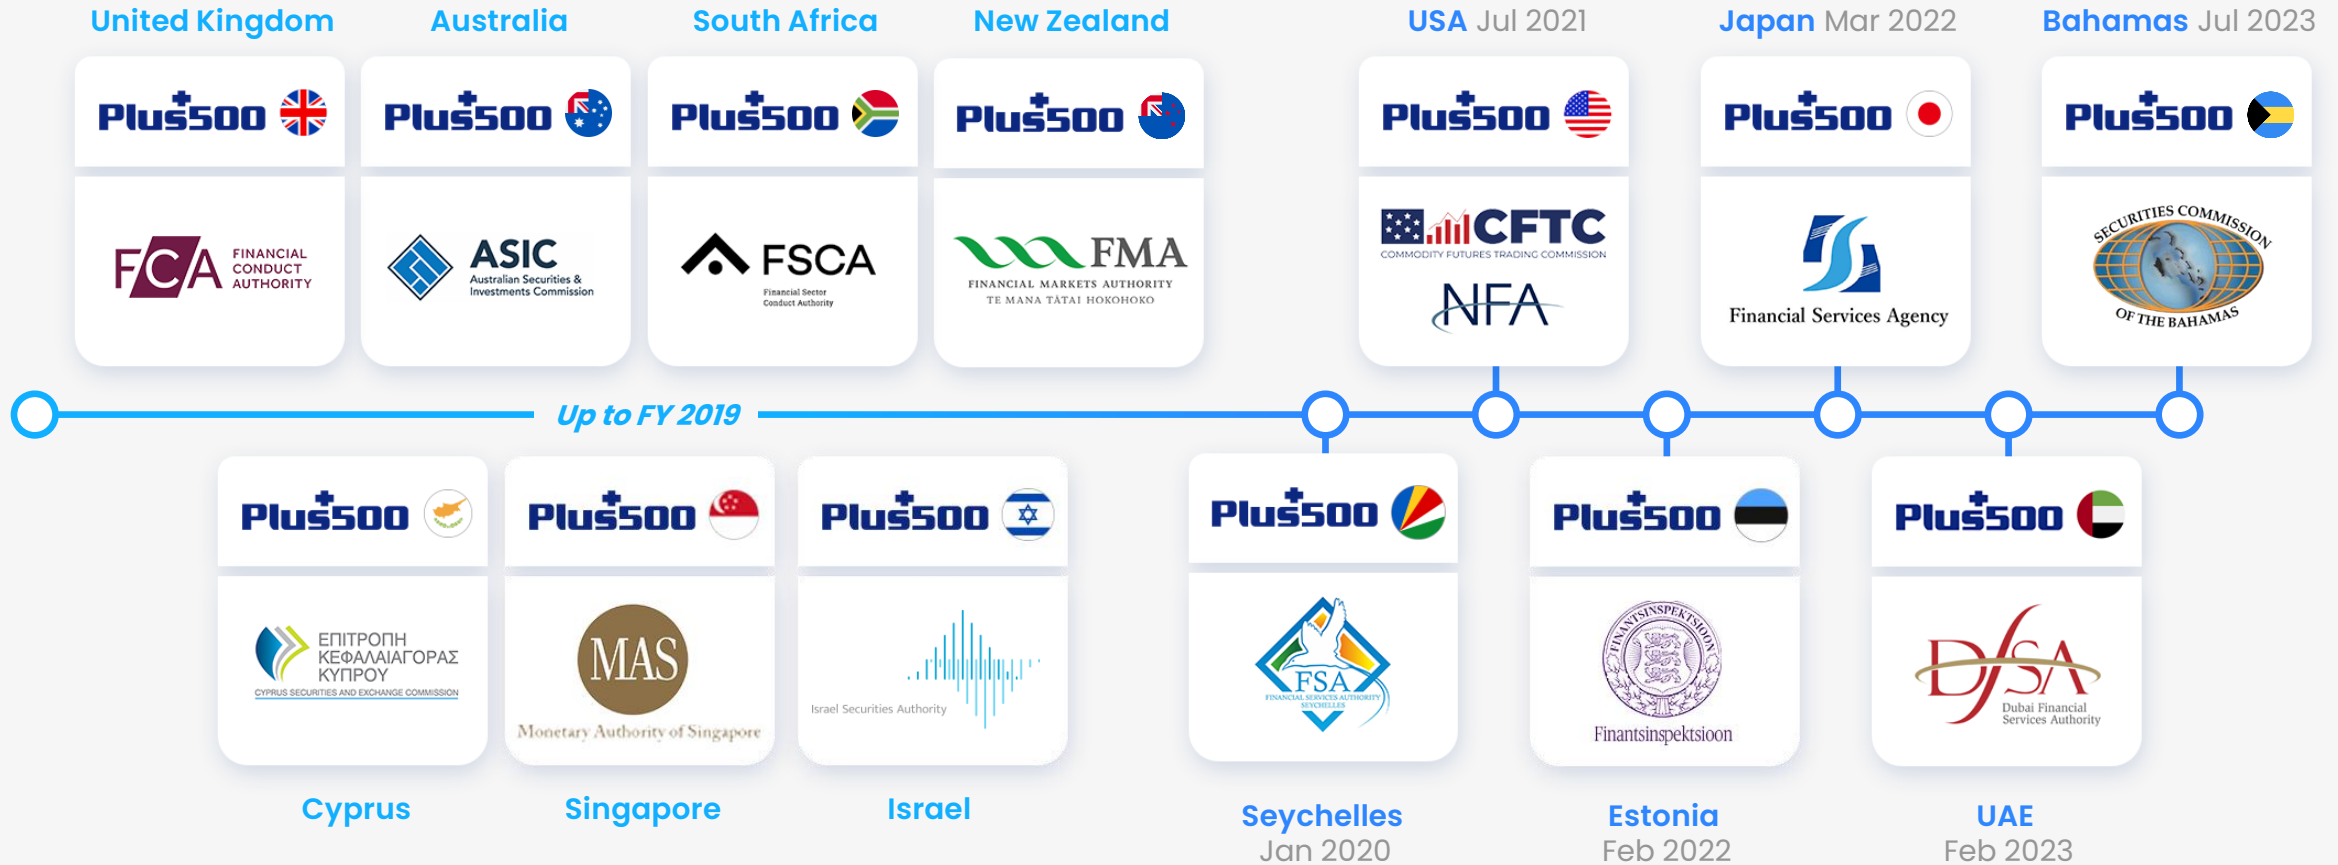 United Kingdom
Australia
South Africa
New Zealand
USA Jul 2021
Japan Mar 2022
Bahamas Jul 2023
Plus500
Plus500
Plus500
Plus500
Plus500
Plus500
Plus500
FCA
FINANCIAL
CONDUCT
AUTHORITY
ASIC
Australian Securities &
Investments Commission
FSCA
Financial Sector
Conduct Authority
FMA
FINANCIAL MARKETS AUTHORITY
TE MANA TĀTAI HOKOHOKO
CFTC
COMMODITY FUTURES TRADING COMMISSION
NFA
Financial Services Agency
SECURITIES COMMISSION
OF THE BAHAMAS
Up to FY 2019
Plus500
Plus500
Plus500
Plus500
Plus500
Plus500
ΕΠΙΤΡΟΠΗ
ΚΕΦΑΛΑΙΑΓΟΡΑΣ
ΚΥΠΡΟΥ
CYPRUS SECURITIES AND EXCHANGE COMMISSION
MAS
Monetary Authority of Singapore
Israel Securities Authority
FSA
FINANCIAL SERVICES AUTHORITY
SEYCHELLES
FINANTSINSPEKTSIOON
Finantsinspektsioon
DFSA
Dubai Financial
Services Authority
Cyprus
Singapore
Israel
Seychelles
Jan 2020
Estonia
Feb 2022
UAE
Feb 2023